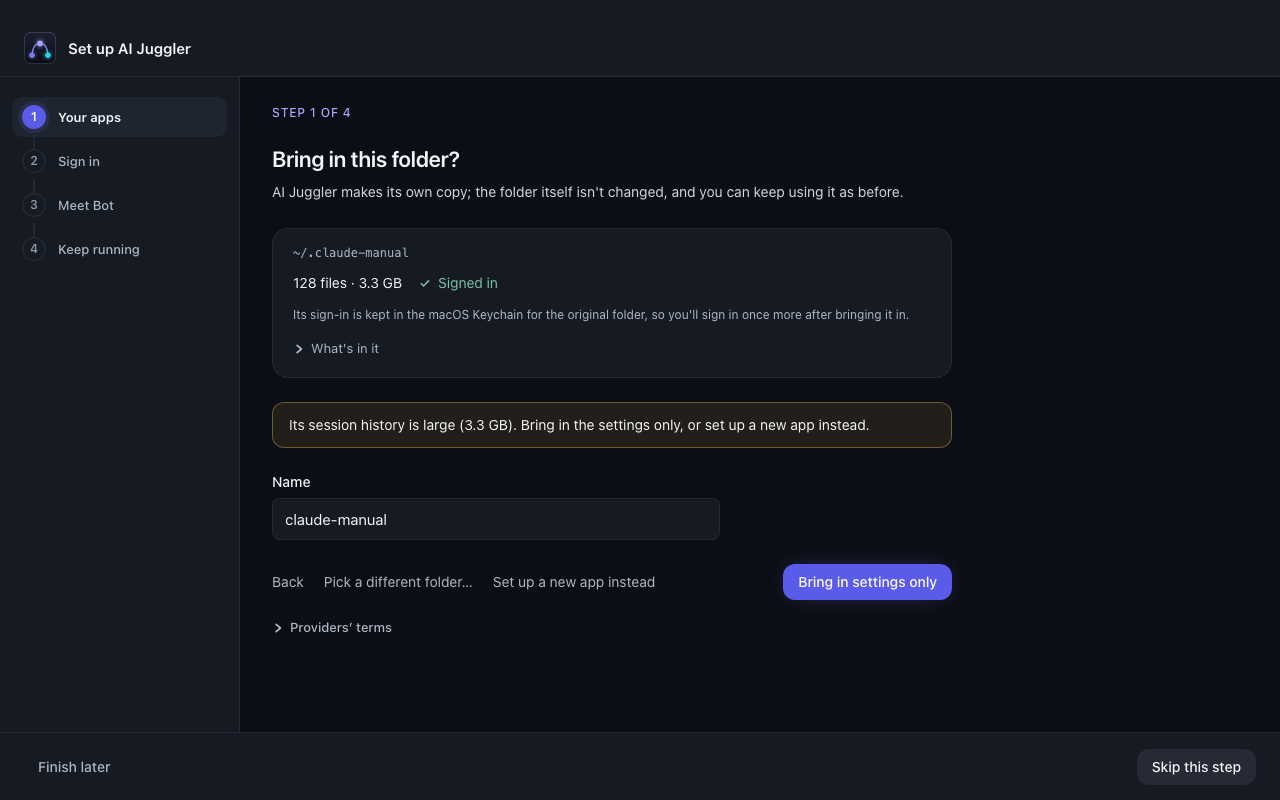 Set up AI Juggler
1 Your apps
2 Sign in
3 Meet Bot
4 Keep running
STEP 1 OF 4
Bring in this folder?
AI Juggler makes its own copy; the folder itself isn't changed, and you can keep using it as before.
~/.claude-manual
128 files · 3.3 GB ✓ Signed in
Its sign-in is kept in the macOS Keychain for the original folder, so you'll sign in once more after bringing it in.
What's in it
Its session history is large (3.3 GB). Bring in the settings only, or set up a new app instead.
Name
claude-manual
Back Pick a different folder... Set up a new app instead Bring in settings only
Providers’ terms
Finish later Skip this step